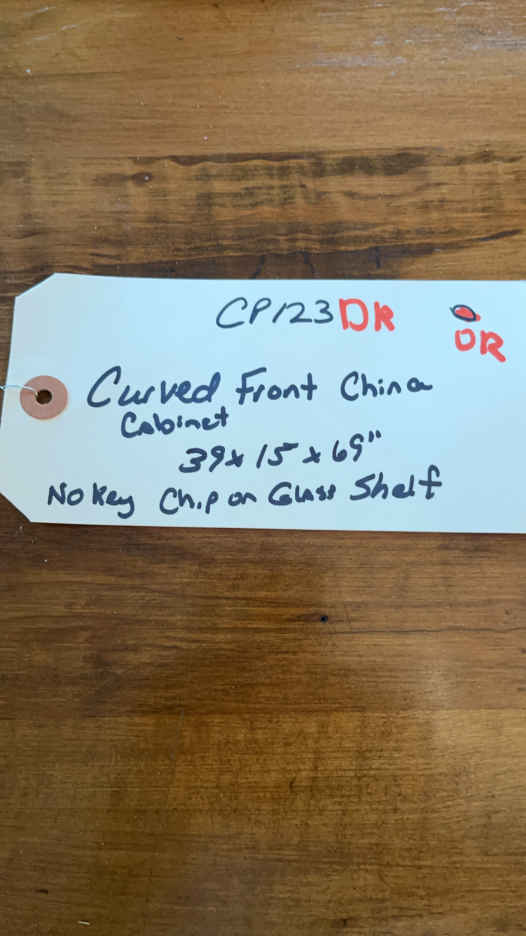 CP123DR
DR
Curved Front China
Cabinet
39 x 15 x 69"
No Key Chip on Glass Shelf